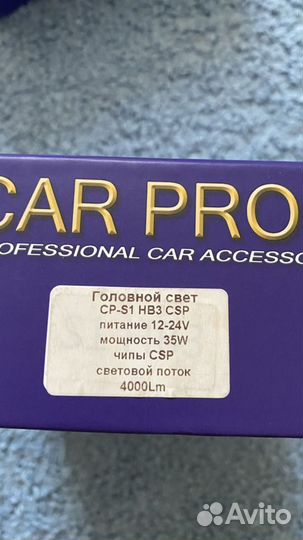 CAR PRO
PROFESSIONAL CAR ACCESSO
Головной свет
CP-S1 HB3 CSP
питание 12-24V
мощность 35W
чипы CSP
световой поток
4000Lm
Avito